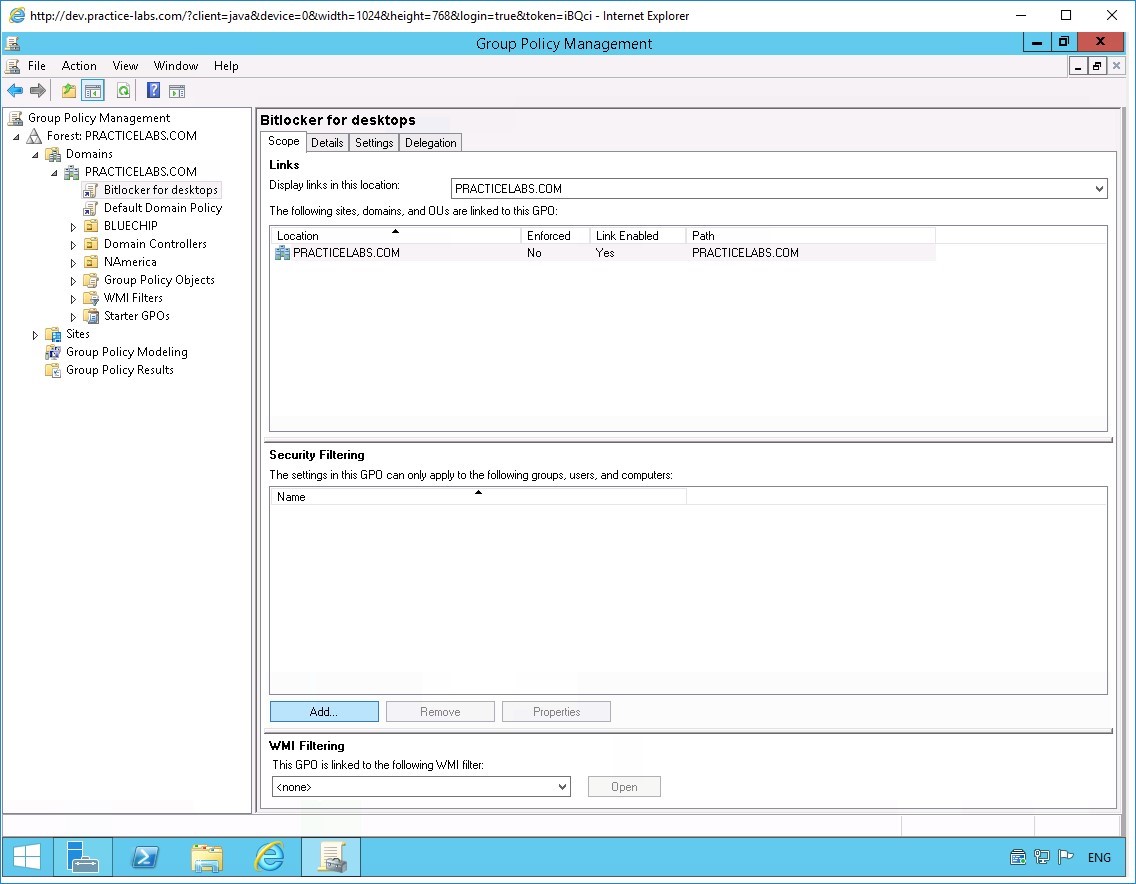 http://dev.practice-labs.com/?client=java&device=0&width=1024&height=768&login=true&token=iBQci - Internet Explorer
Group Policy Management
File Action View Window Help
Group Policy Management
Forest: PRACTICELABS.COM
Domains
PRACTICELABS.COM
Bitlocker for desktops
Default Domain Policy
BLUECHIP
Domain Controllers
NAmerica
Group Policy Objects
WMI Filters
Starter GPOs
Sites
Group Policy Modeling
Group Policy Results
Bitlocker for desktops
Scope Details Settings Delegation
Links
Display links in this location: PRACTICELABS.COM
The following sites, domains, and OUs are linked to this GPO:
Location Enforced Link Enabled Path
PRACTICELABS.COM No Yes PRACTICELABS.COM
Security Filtering
The settings in this GPO can only apply to the following groups, users, and computers:
Name
Add... Remove Properties
WMI Filtering
This GPO is linked to the following WMI filter:
<none> Open
ENG